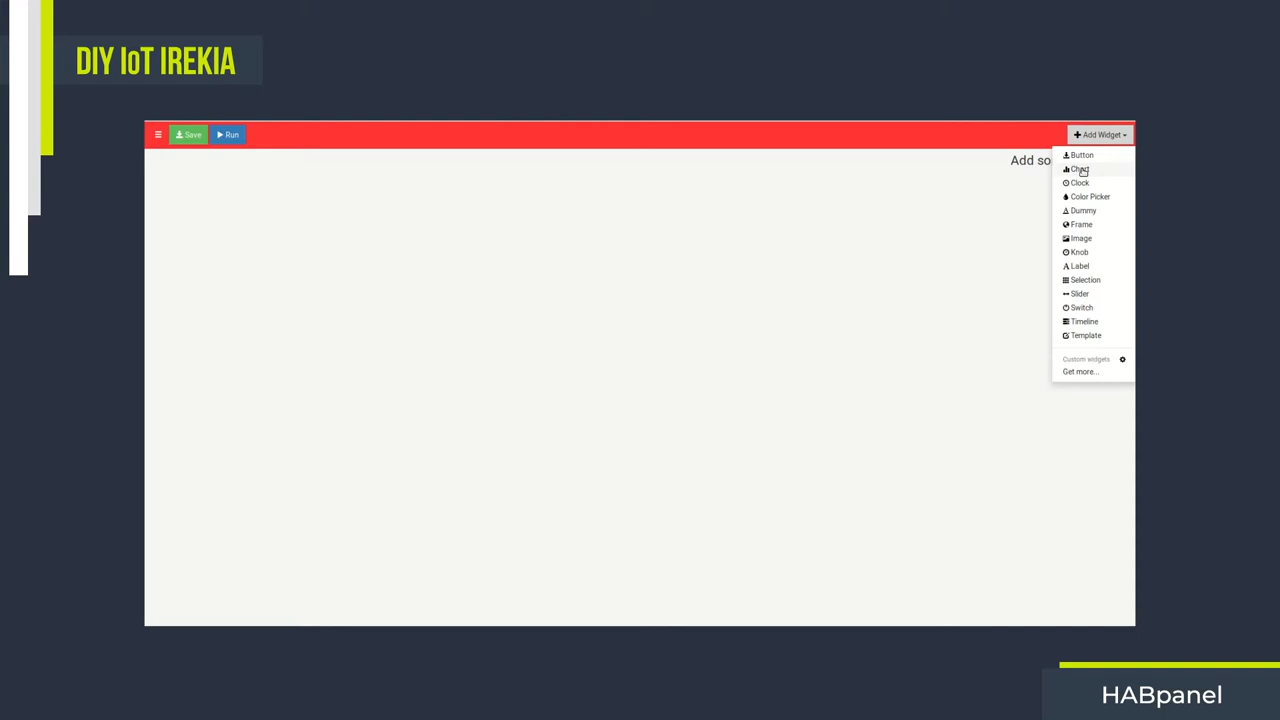 DIY IoT IREKIA
Save
Run
Add Widget
Add so
Button
Chart
Clock
Color Picker
Dummy
Frame
Image
Knob
Label
Selection
Slider
Switch
Timeline
Template
Custom widgets
Get more...
HABpanel